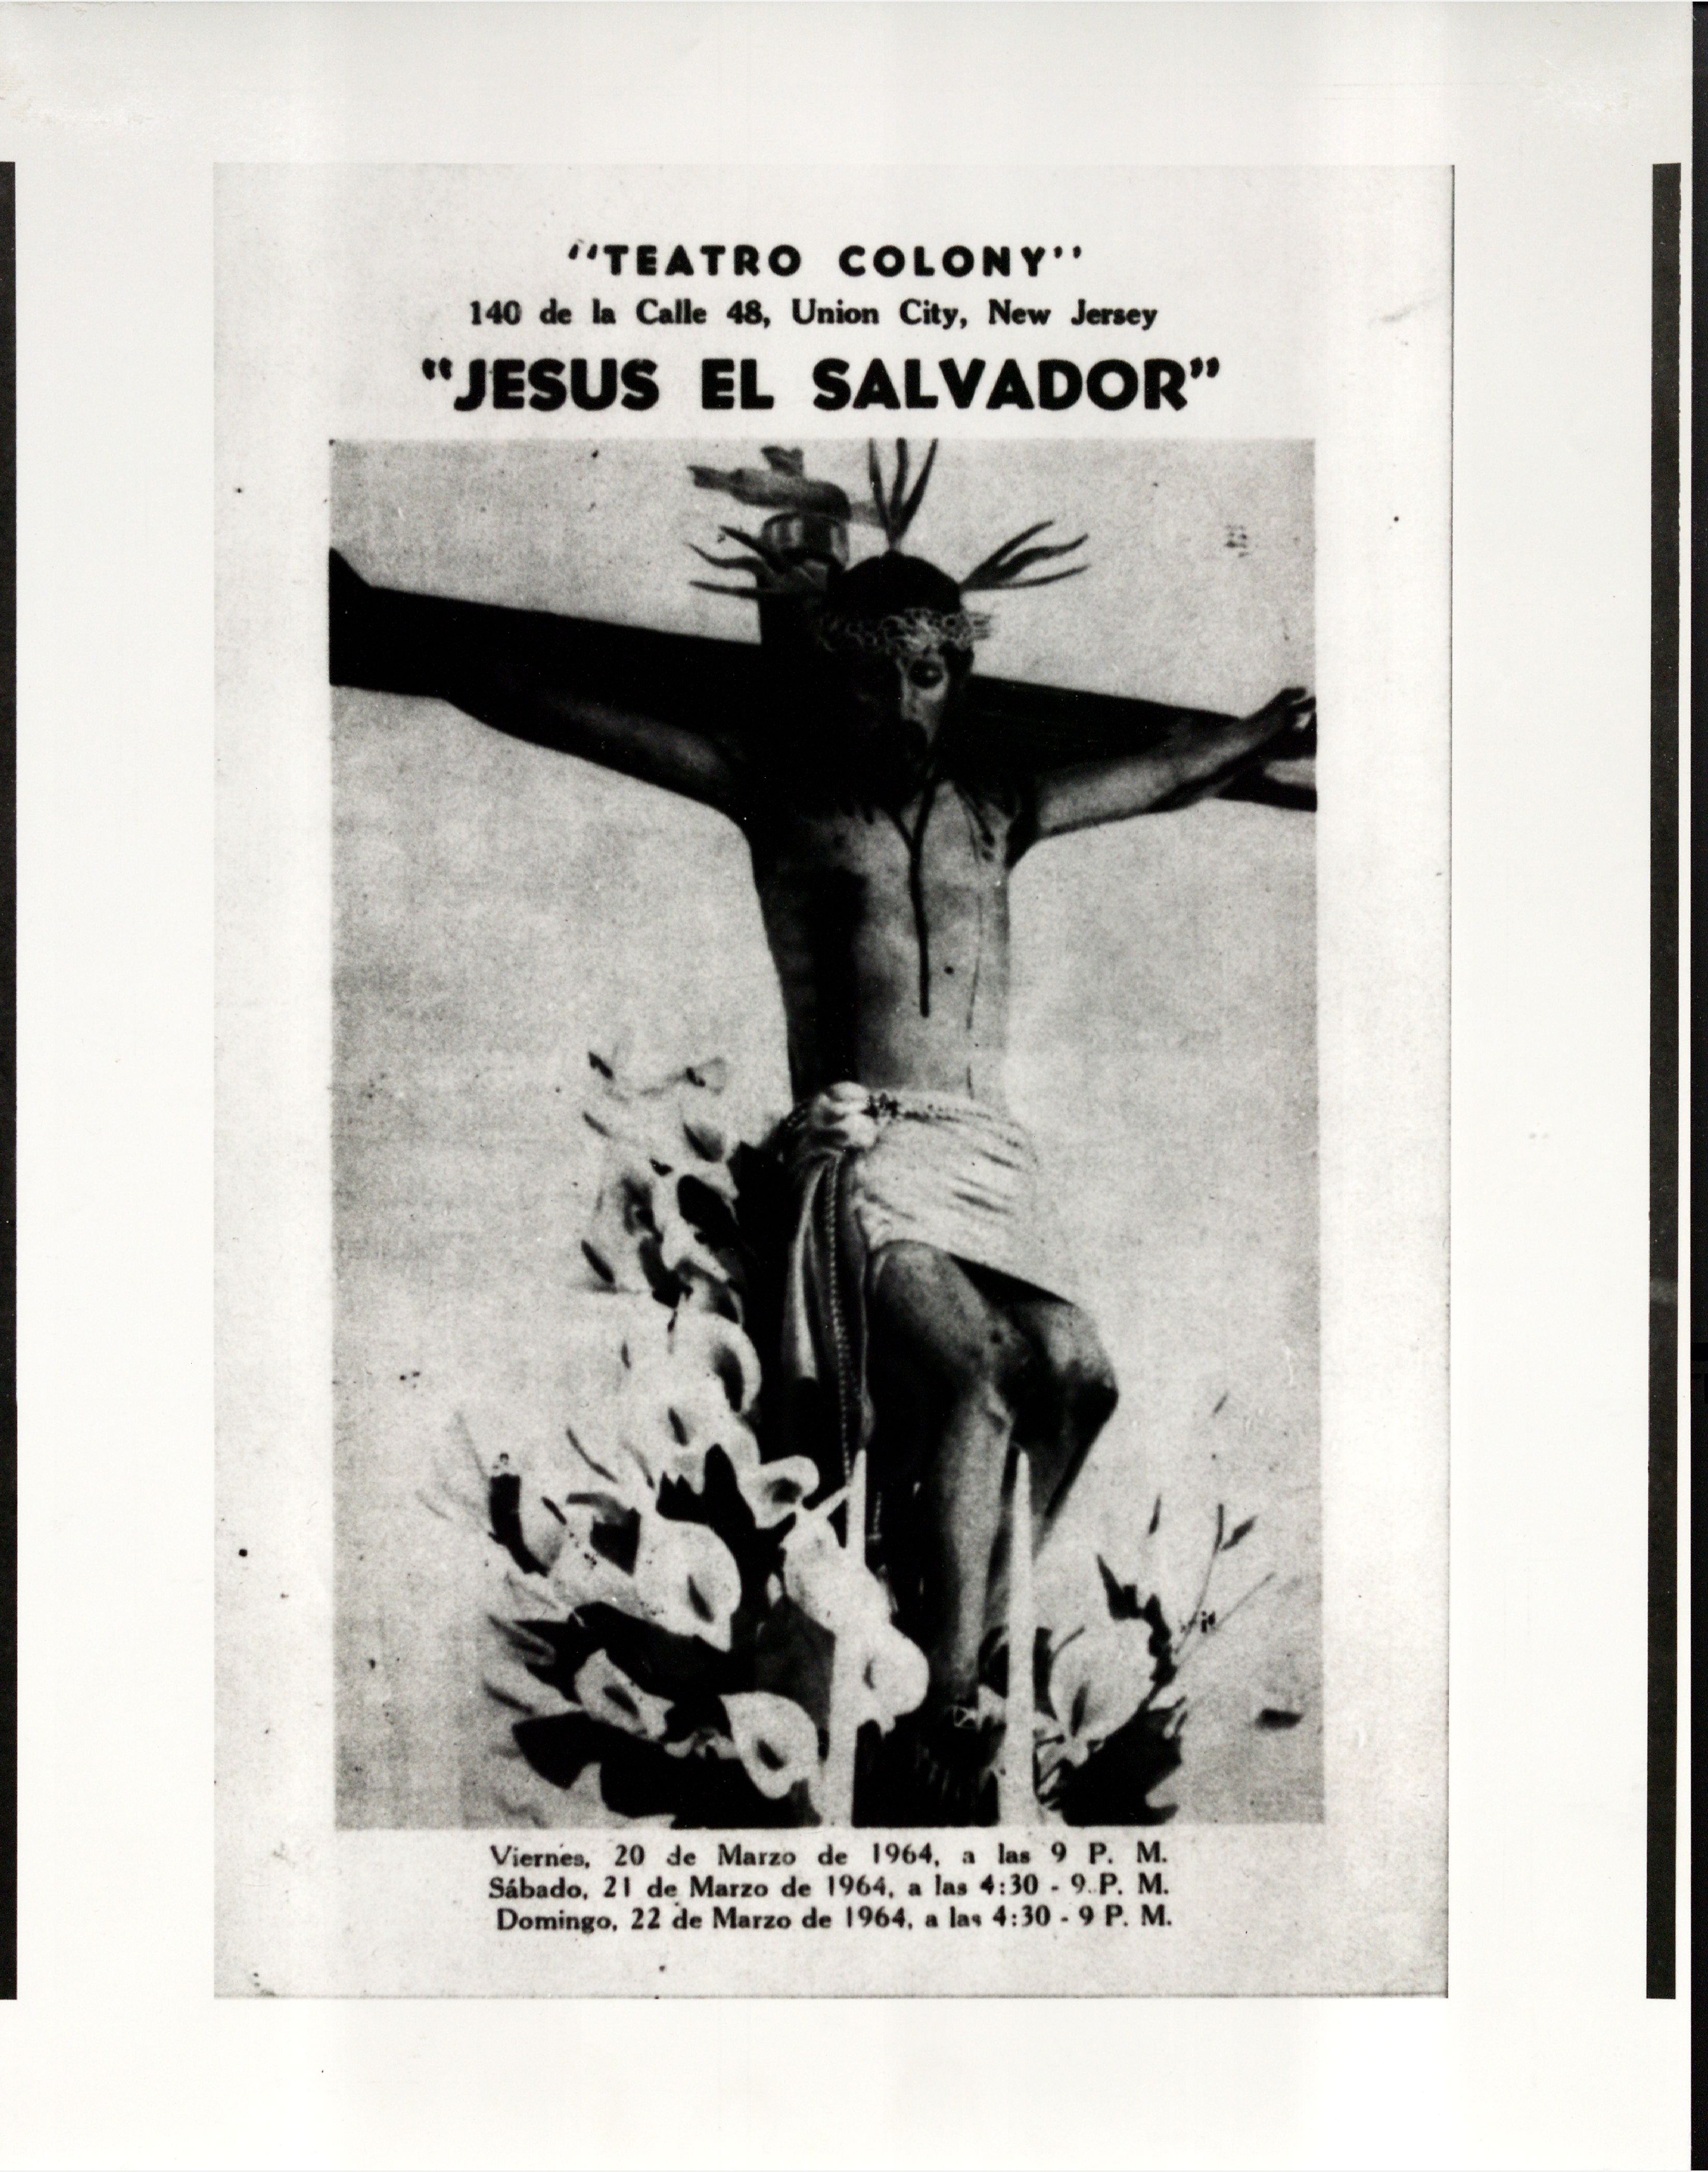 "TEATRO COLONY"
140 de la Calle 48, Union City, New Jersey
"JESUS EL SALVADOR"
Viernes, 20 de Marzo de 1964, a las 9 P. M.
Sábado, 21 de Marzo de 1964, a las 4:30 - 9 P. M.
Domingo, 22 de Marzo de 1964, a las 4:30 - 9 P. M.